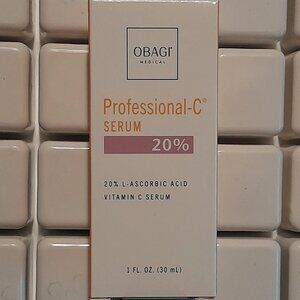 OBAGI
MEDICAL
Professional-C®
SERUM
20%
20% L-ASCORBIC ACID
VITAMIN C SERUM
1 FL. OZ. (30 mL)